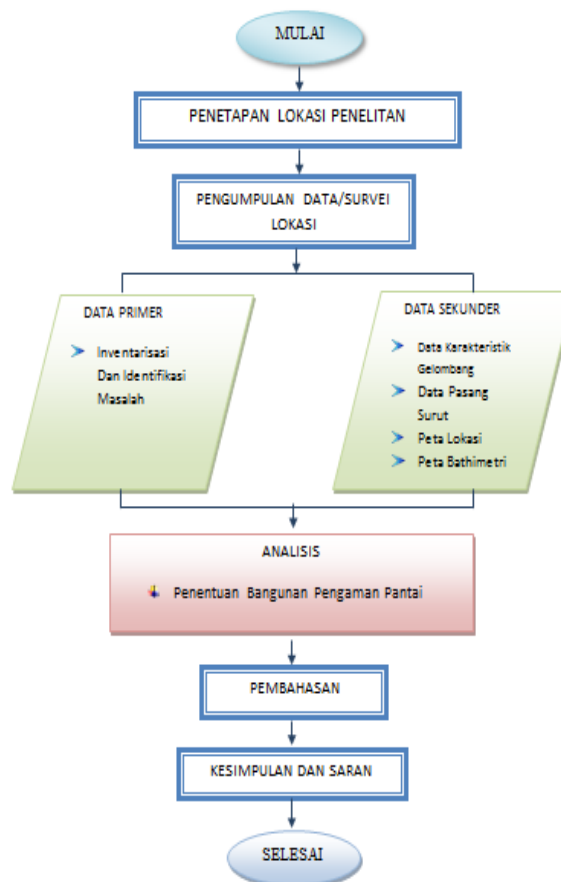 MULAI
PENETAPAN LOKASI PENELITAN
PENGUMPULAN DATA/SURVEI
LOKASI
DATA PRIMER
Inventarisasi
Dan Identifikasi
Masalah
DATA SEKUNDER
Data Karakteristik
Gelombang
Data Pasang
Surut
Peta Lokasi
Peta Bathimetri
ANALISIS
Penentuan Bangunan Pengaman Pantai
PEMBAHASAN
KESIMPULAN DAN SARAN
SELESAI